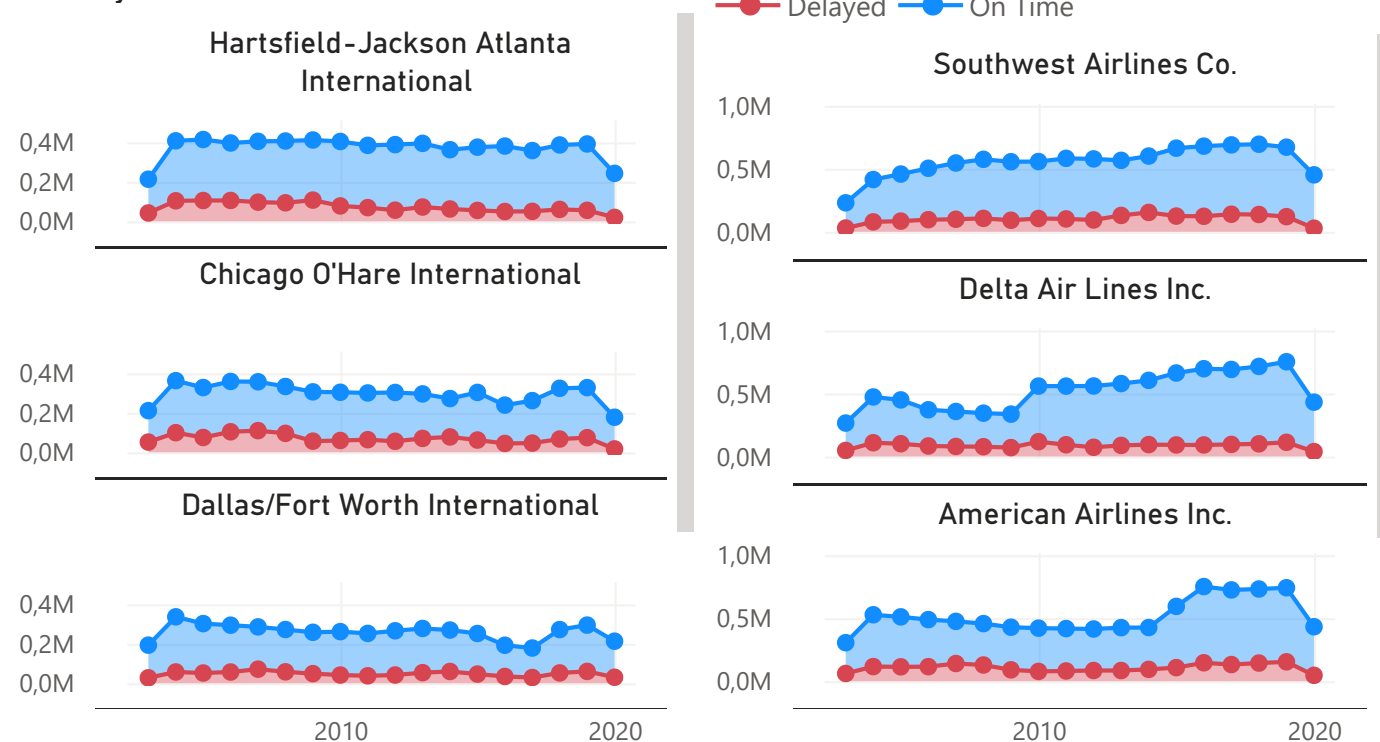 Delayed On Time
Hartsfield-Jackson Atlanta
International
0,4M
0,2M
0,0M
Chicago O'Hare International
0,4M
0,2M
0,0M
Dallas/Fort Worth International
0,4M
0,2M
0,0M
2010 2020
Southwest Airlines Co.
1,0M
0,5M
0,0M
Delta Air Lines Inc.
1,0M
0,5M
0,0M
American Airlines Inc.
1,0M
0,5M
0,0M
2010 2020